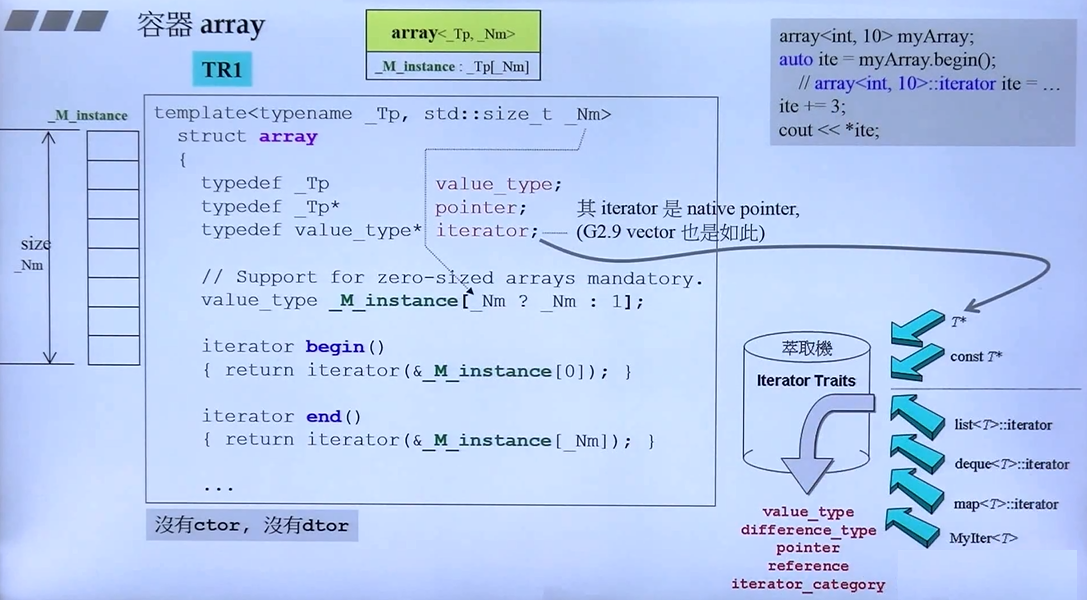 容器 array
TR1
array<_Tp, _Nm>
_M_instance : _Tp[_Nm]
array<int, 10> myArray;
auto ite = myArray.begin();
// array<int, 10>::iterator ite = …
ite += 3;
cout << *ite;
_M_instance
size
_Nm
template<typename _Tp, std::size_t _Nm>
struct array
{
typedef _Tp value_type;
typedef _Tp* pointer;
typedef value_type* iterator;
其 iterator 是 native pointer,
(G2.9 vector 也是如此)
// Support for zero-sized arrays mandatory.
value_type _M_instance[_Nm ? _Nm : 1];
iterator begin()
{ return iterator(&_M_instance[0]); }
iterator end()
{ return iterator(&_M_instance[_Nm]); }
...
沒有ctor, 沒有dtor
萃取機
Iterator Traits
T*
const T*
list<T>::iterator
deque<T>::iterator
map<T>::iterator
MyIter<T>
value_type
difference_type
pointer
reference
iterator_category